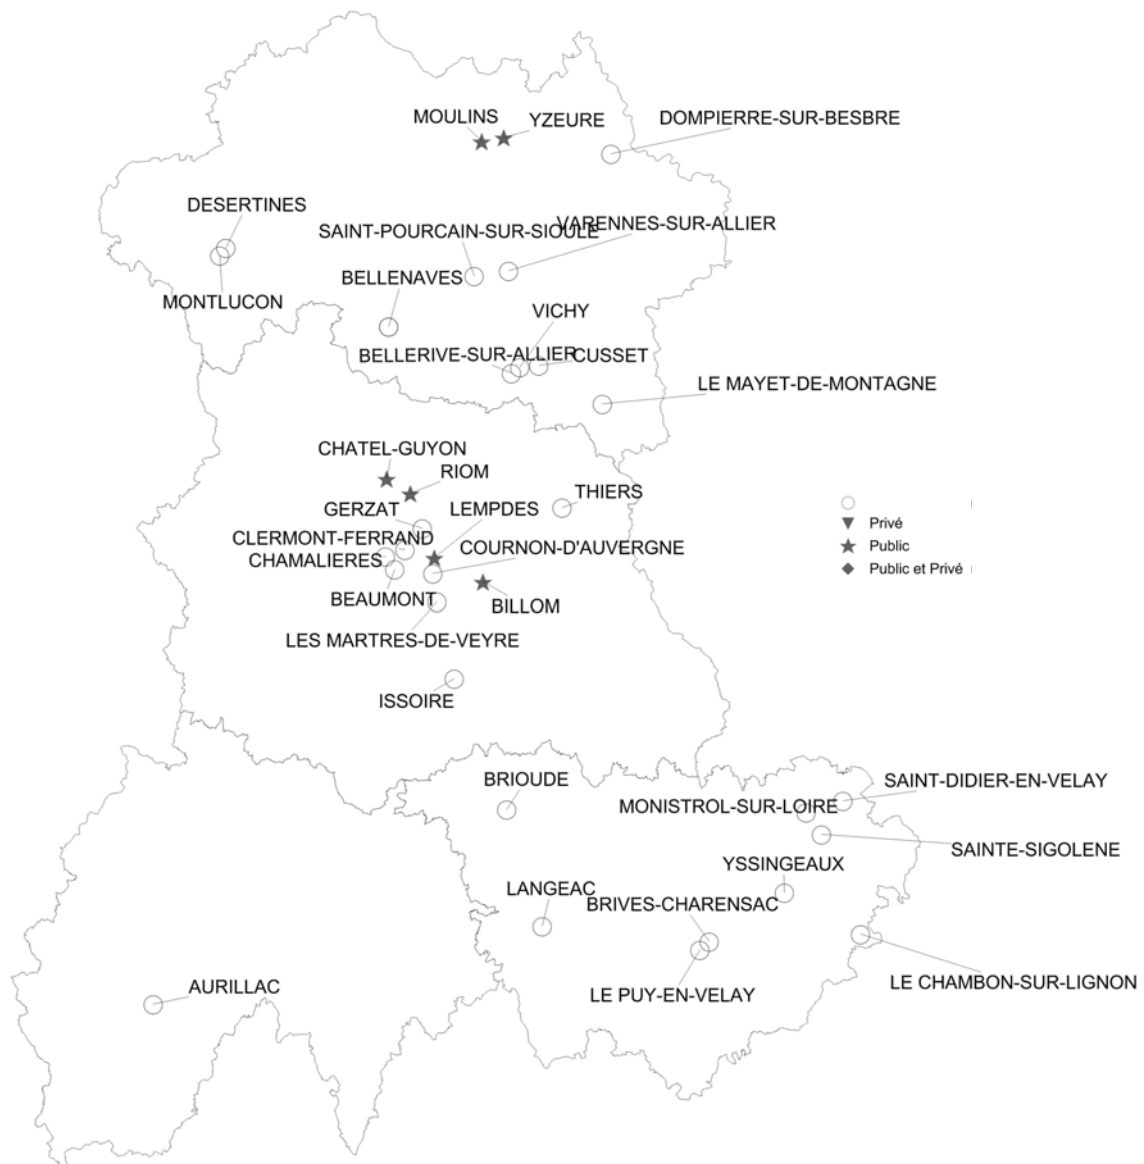 MOULINS
YZEURE
DOMPIERRE-SUR-BESBRE
DESERTINES
SAINT-POURCAIN-SUR-SIOULE
VARENNES-SUR-ALLIER
BELLENAVES
MONTLUCON
VICHY
BELLERIVE-SUR-ALLIER
CUSSET
LE MAYET-DE-MONTAGNE
CHATEL-GUYON
RIOM
THIERS
GERZAT
LEMPDES
CLERMONT-FERRAND
COURNON-D'AUVERGNE
CHAMALIERES
BEAUMONT
BILLOM
LES MARTRES-DE-VEYRE
ISSOIRE
Privé
Public
Public et Privé
BRIOUDE
SAINT-DIDIER-EN-VELAY
MONISTROL-SUR-LOIRE
SAINTE-SIGOLENE
YSSINGEAUX
LANGEAC
BRIVES-CHARENSAC
LE CHAMBON-SUR-LIGNON
AURILLAC
LE PUY-EN-VELAY